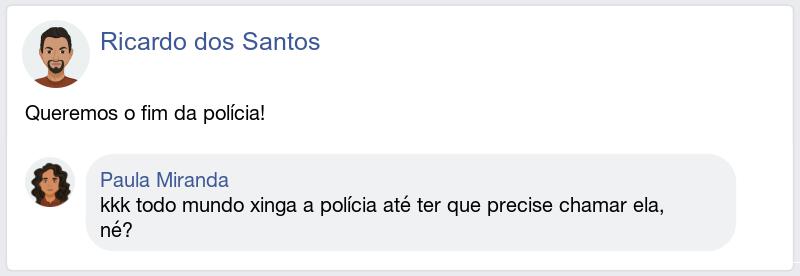 Ricardo dos Santos
Queremos o fim da polícia!
Paula Miranda
kkk todo mundo xinga a polícia até ter que precise chamar ela,
né?